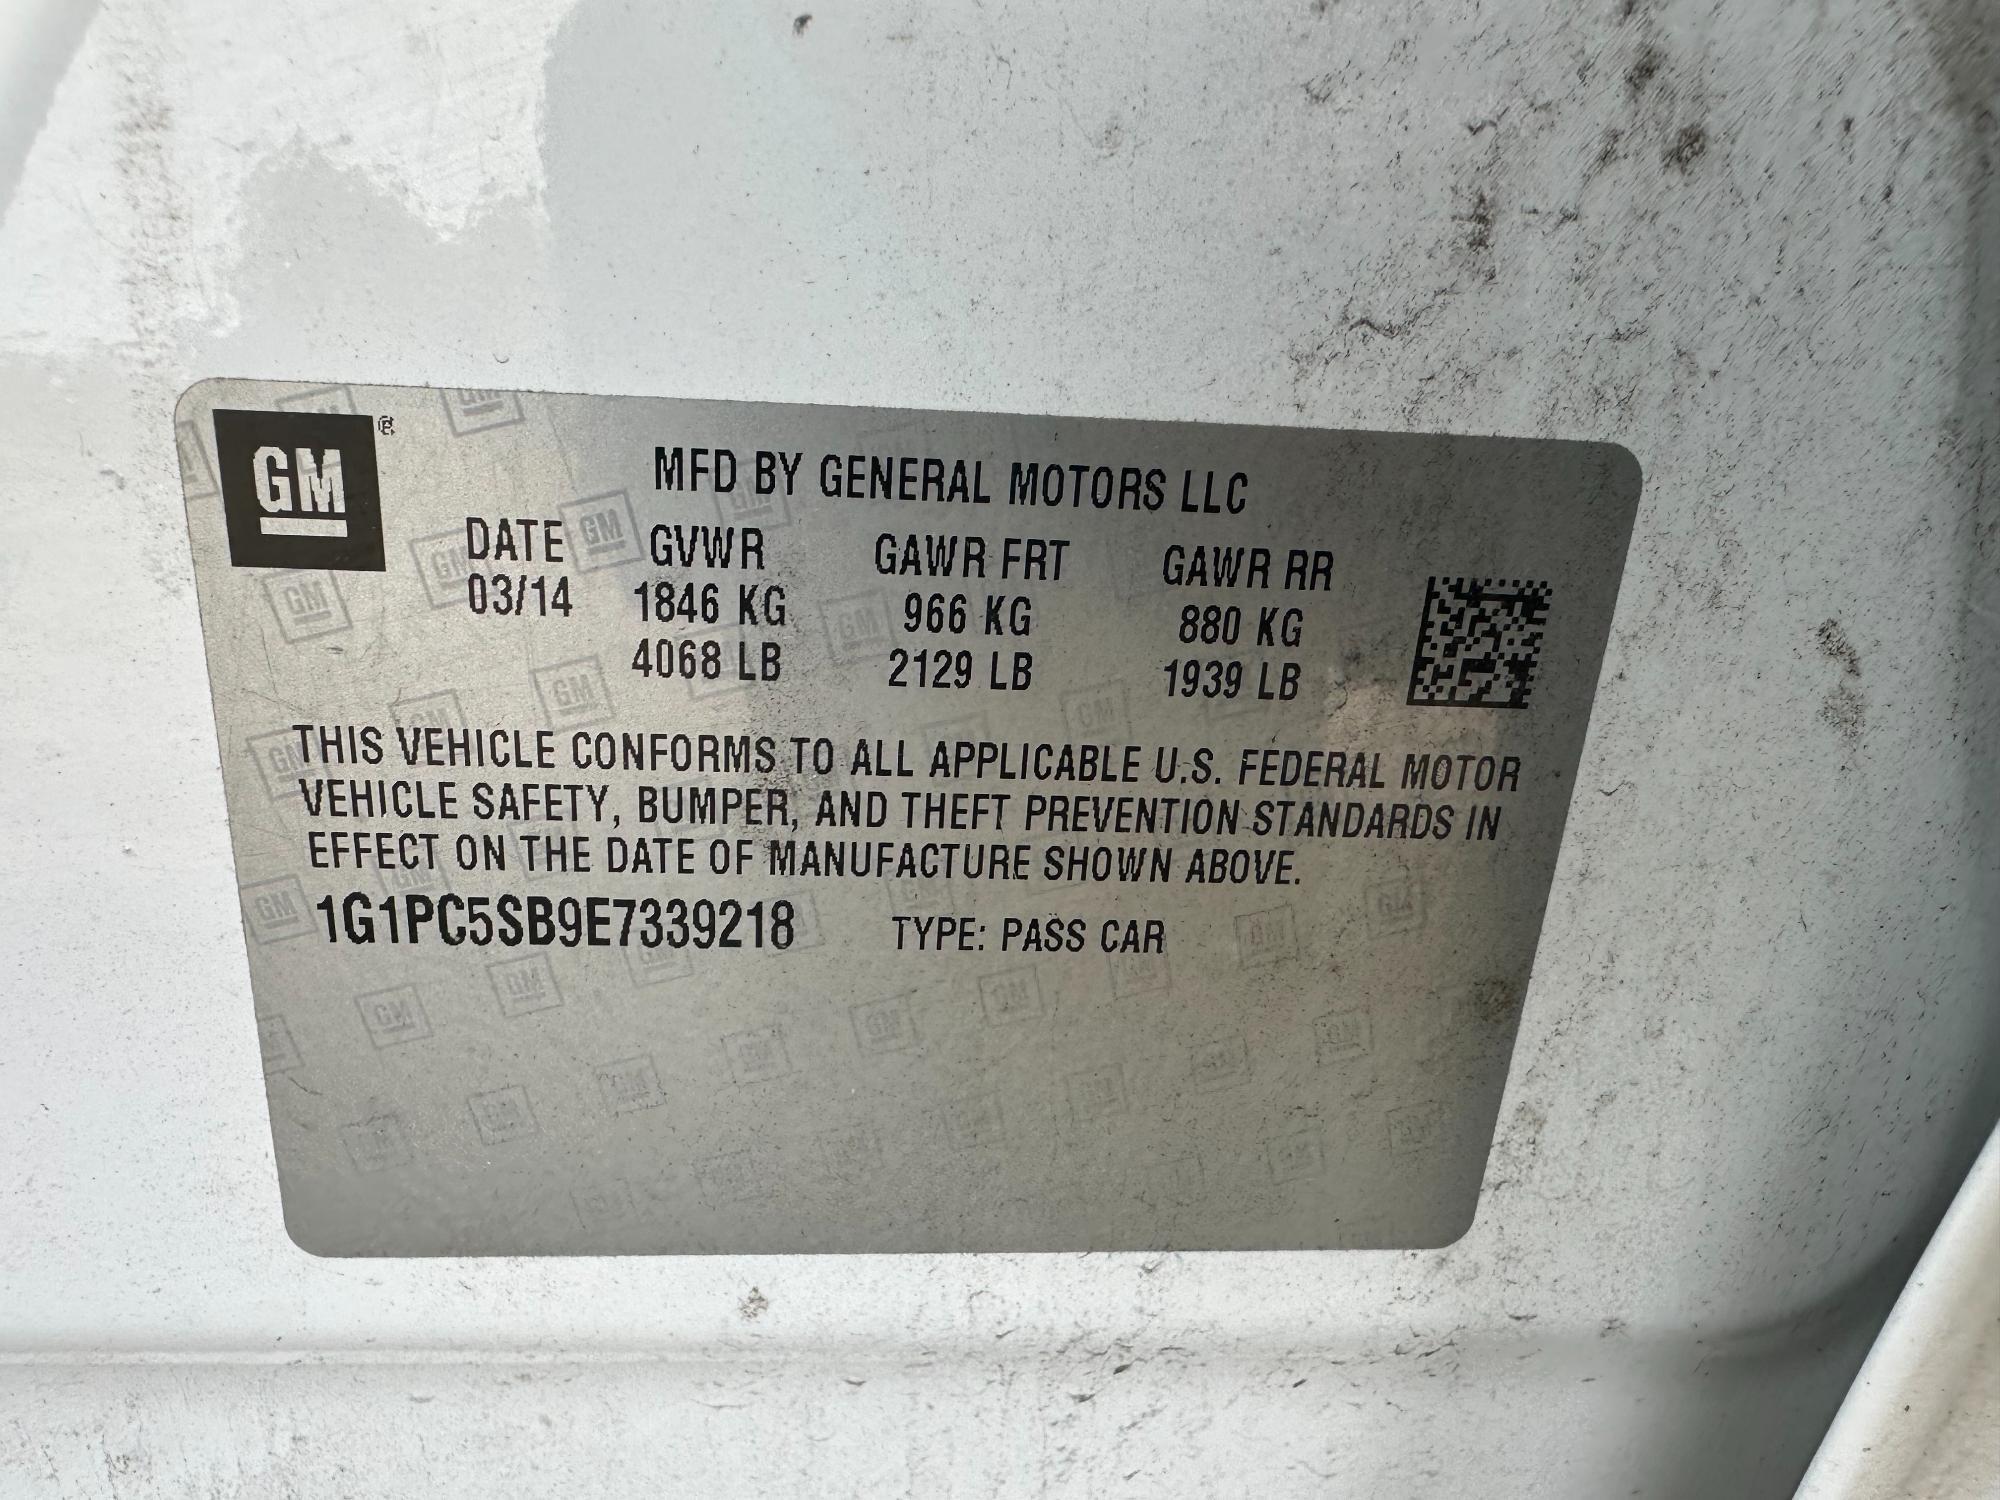 GM
MFD BY GENERAL MOTORS LLC
DATE GVWR GAWR FRT GAWR RR
03/14 1846 KG 966 KG 880 KG
4068 LB 2129 LB 1939 LB
THIS VEHICLE CONFORMS TO ALL APPLICABLE U.S. FEDERAL MOTOR
VEHICLE SAFETY, BUMPER, AND THEFT PREVENTION STANDARDS IN
EFFECT ON THE DATE OF MANUFACTURE SHOWN ABOVE.
1G1PC5SB9E7339218 TYPE: PASS CAR